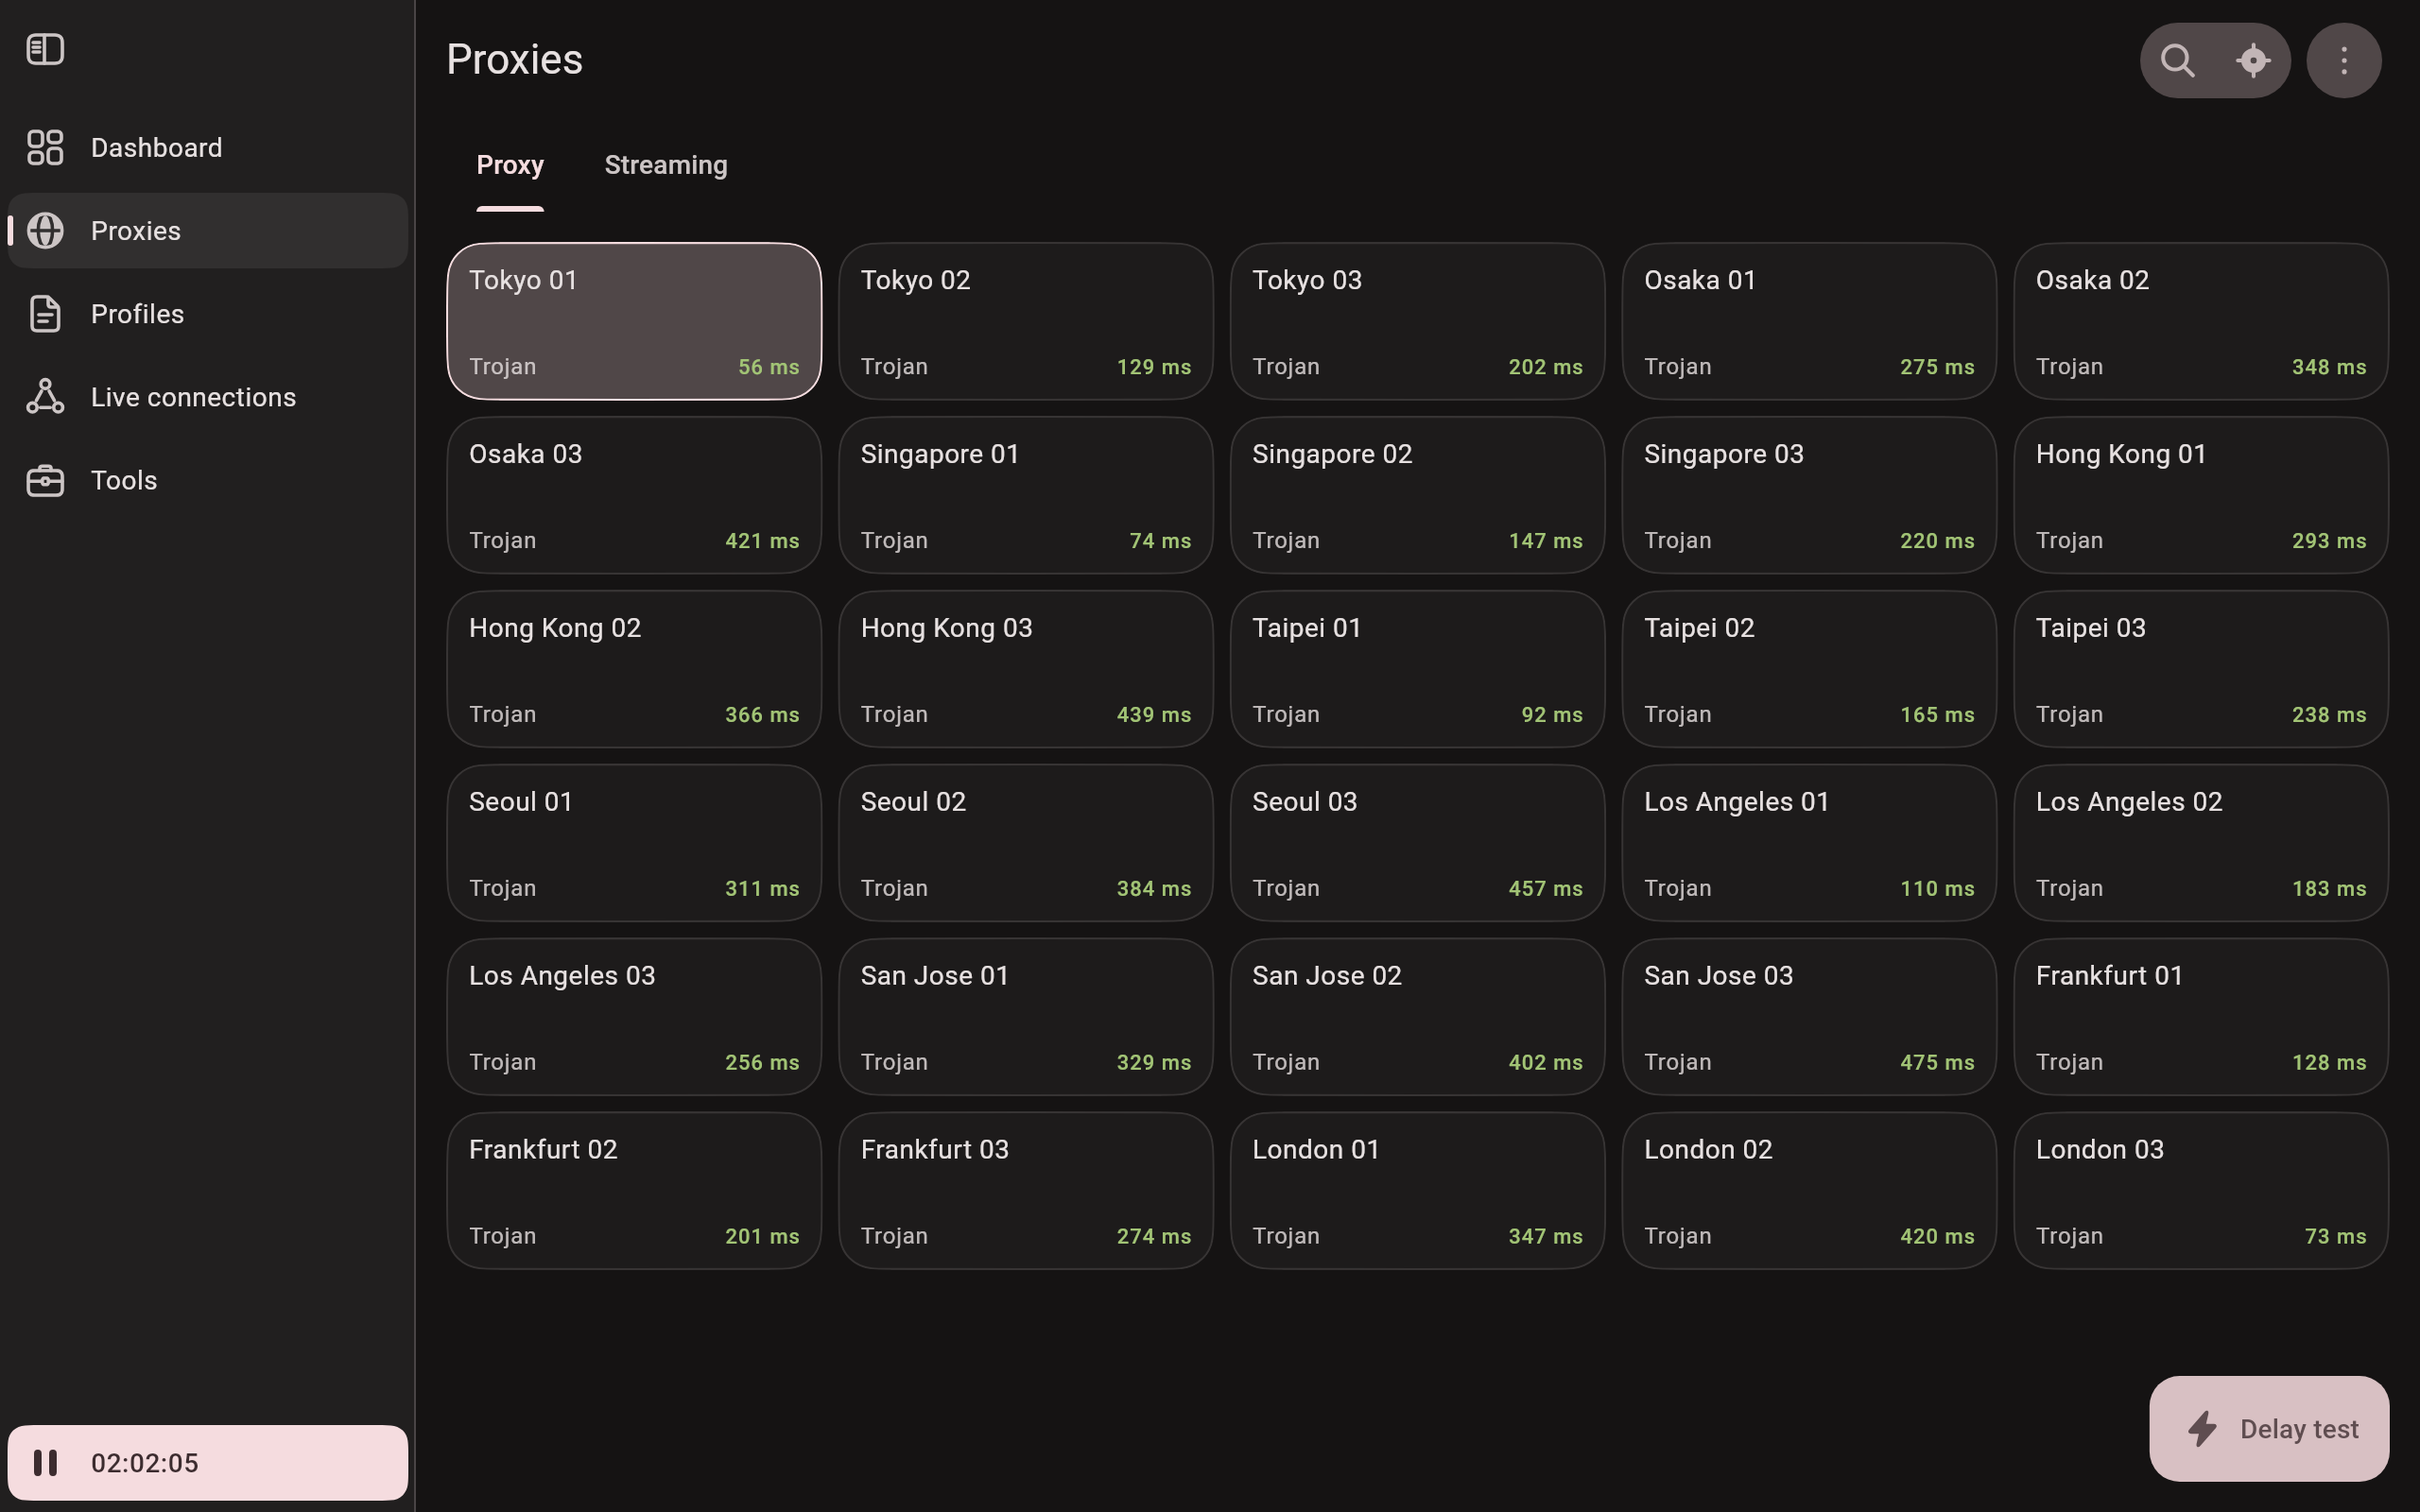 Proxies
Dashboard
Proxies
Profiles
Live connections
Tools
02:02:05
Proxy
Streaming
Tokyo 01
Trojan 56 ms
Tokyo 02
Trojan 129 ms
Tokyo 03
Trojan 202 ms
Osaka 01
Trojan 275 ms
Osaka 02
Trojan 348 ms
Osaka 03
Trojan 421 ms
Singapore 01
Trojan 74 ms
Singapore 02
Trojan 147 ms
Singapore 03
Trojan 220 ms
Hong Kong 01
Trojan 293 ms
Hong Kong 02
Trojan 366 ms
Hong Kong 03
Trojan 439 ms
Taipei 01
Trojan 92 ms
Taipei 02
Trojan 165 ms
Taipei 03
Trojan 238 ms
Seoul 01
Trojan 311 ms
Seoul 02
Trojan 384 ms
Seoul 03
Trojan 457 ms
Los Angeles 01
Trojan 110 ms
Los Angeles 02
Trojan 183 ms
Los Angeles 03
Trojan 256 ms
San Jose 01
Trojan 329 ms
San Jose 02
Trojan 402 ms
San Jose 03
Trojan 475 ms
Frankfurt 01
Trojan 128 ms
Frankfurt 02
Trojan 201 ms
Frankfurt 03
Trojan 274 ms
London 01
Trojan 347 ms
London 02
Trojan 420 ms
London 03
Trojan 73 ms
Delay test